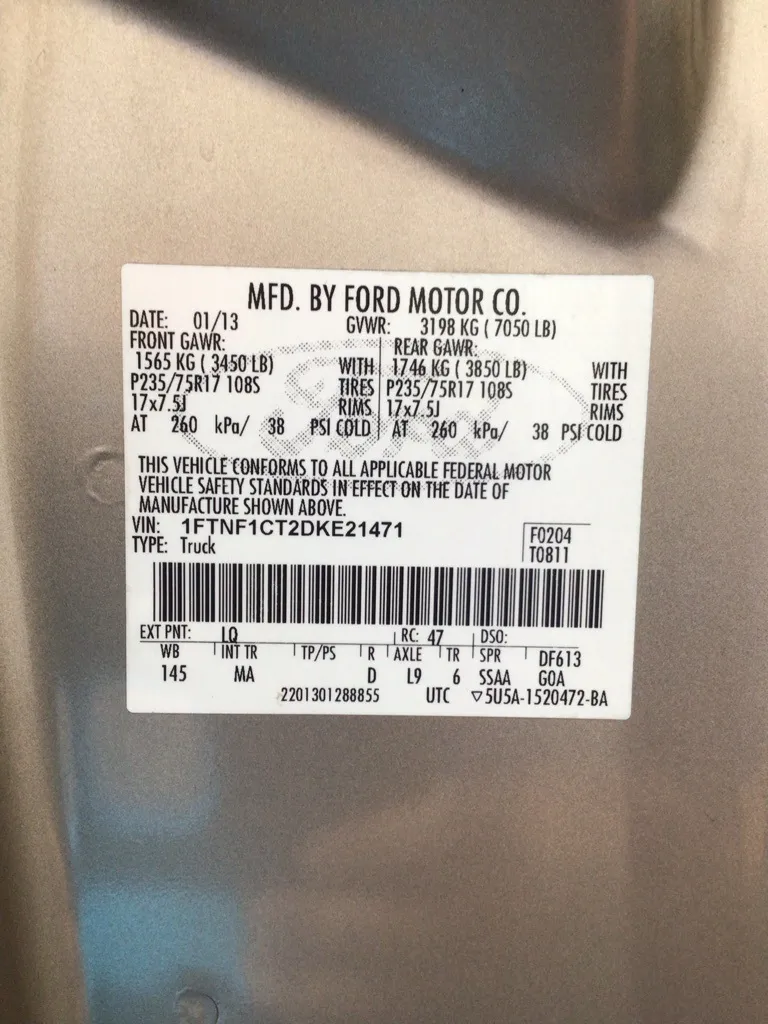 MFD. BY FORD MOTOR CO.
DATE: 01/13 GVWR: 3198 KG ( 7050 LB)
FRONT GAWR: REAR GAWR:
1565 KG ( 3450 LB) WITH 1746 KG ( 3850 LB) WITH
P235/75R17 108S TIRES P235/75R17 108S TIRES
17x7.5J RIMS 17x7.5J RIMS
AT 260 kPa/ 38 PSI COLD AT 260 kPa/ 38 PSI COLD
Ford
THIS VEHICLE CONFORMS TO ALL APPLICABLE FEDERAL MOTOR
VEHICLE SAFETY STANDARDS IN EFFECT ON THE DATE OF
MANUFACTURE SHOWN ABOVE.
VIN: 1FTNF1CT2DKE21471
TYPE: Truck
F0204
T0811
EXT PNT: LQ RC: 47 DSO:
WB INT TR TP/PS R AXLE TR SPR DF613
145 MA D L9 6 SSAA GOA
2201301288855 UTC ▽5U5A-1520472-BA